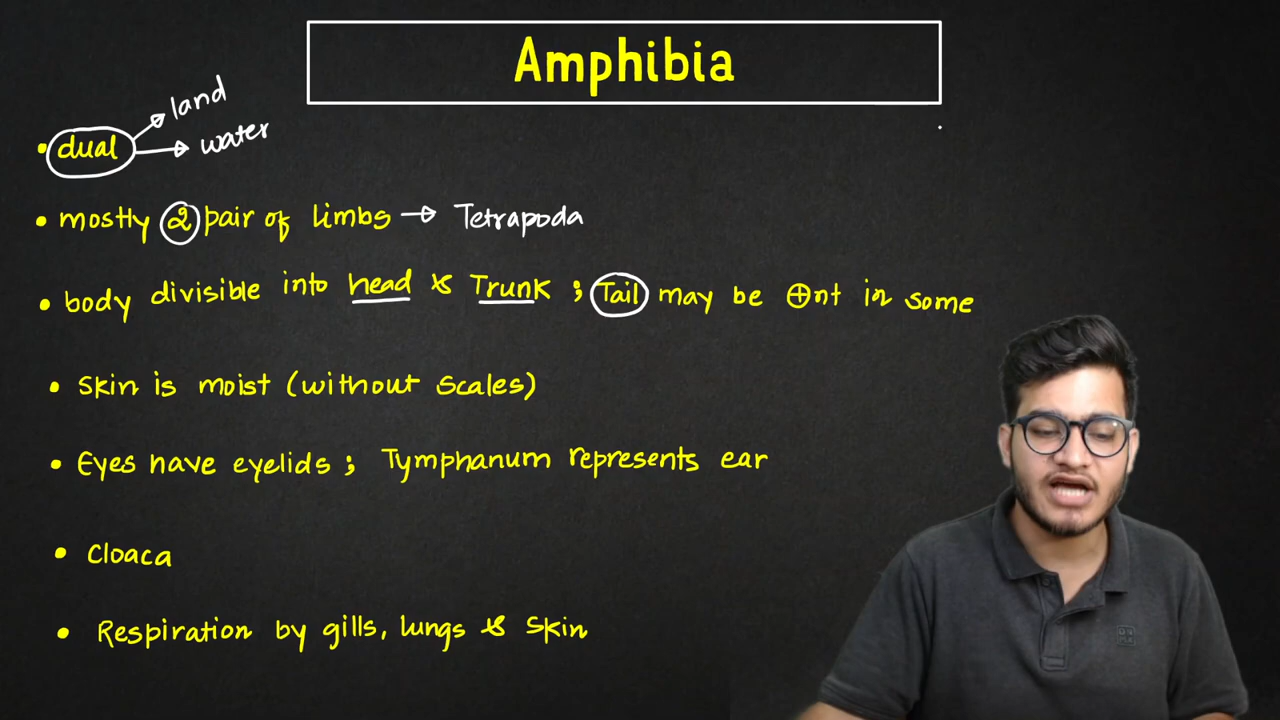 Amphibia
• dual → land
→ water
• mostly 2 pair of limbs → Tetrapoda
• body divisible into head & Trunk ; Tail may be ⊕nt in some
• Skin is moist (without scales)
• Eyes have eyelids ; Tymphanum represents ear
• Cloaca
• Respiration by gills, lungs & skin